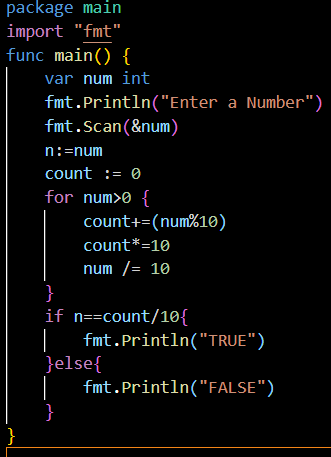 package main
import "fmt"
func main() {
    var num int
    fmt.Println("Enter a Number")
    fmt.Scan(&num)
    n:=num
    count := 0
    for num>0 {
        count+=(num%10)
        count*=10
        num /= 10
    }
    if n==count/10{
        fmt.Println("TRUE")
    }else{
        fmt.Println("FALSE")
    }
}